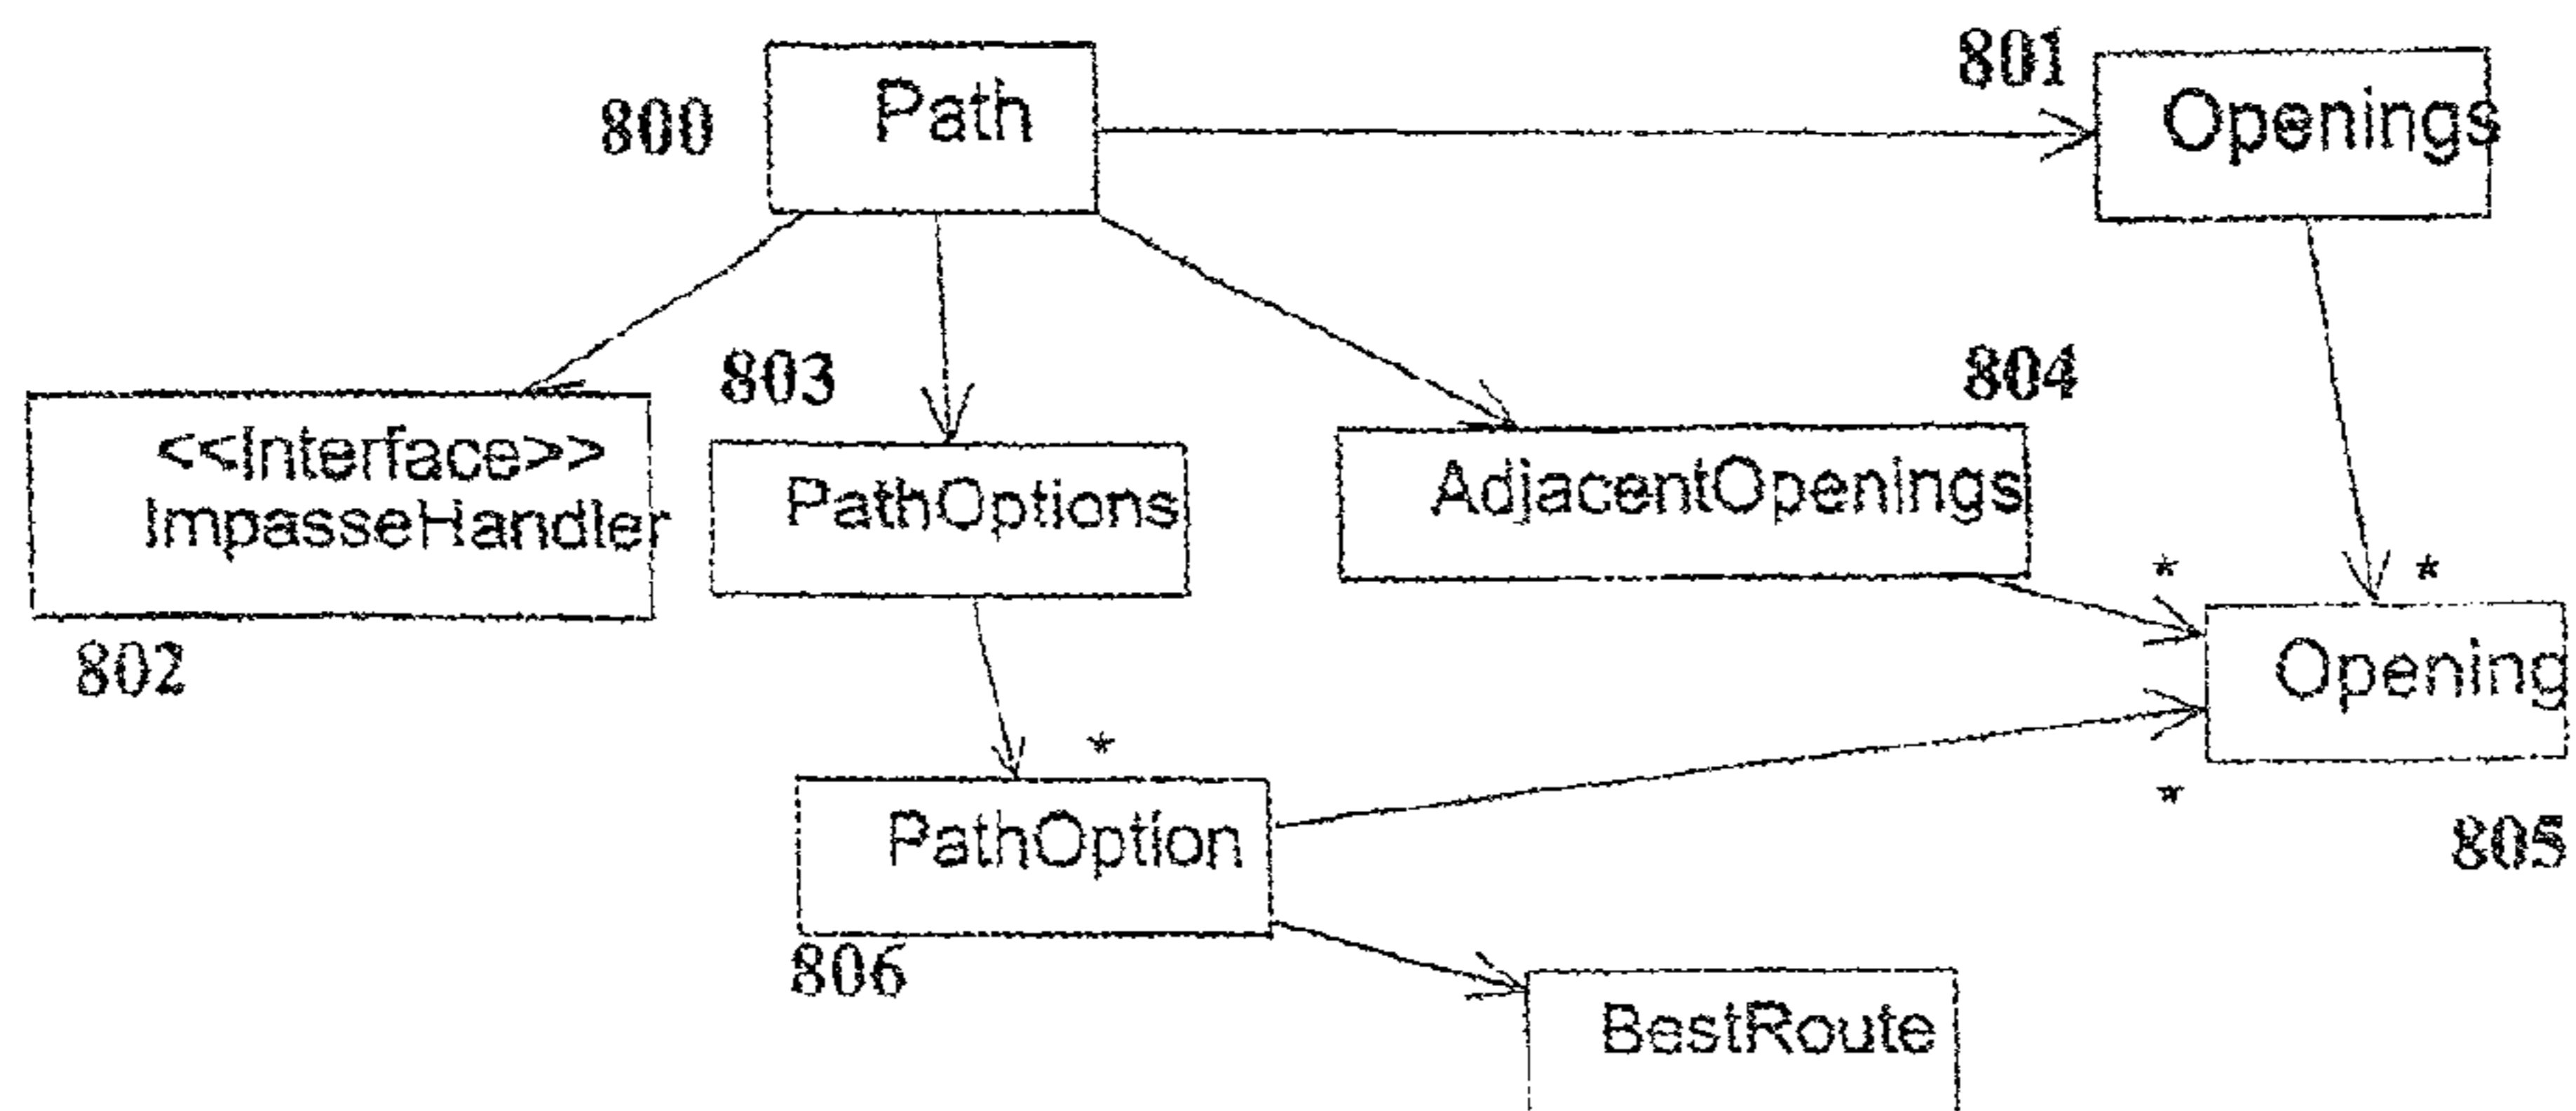 801
Path
Openings
800
803
804
<<Interface>>
ImpasseHandler
PathOptions
AdjacentOpenings
*
*
802
Opening
*
*
PathOption
805
806
BestRoute